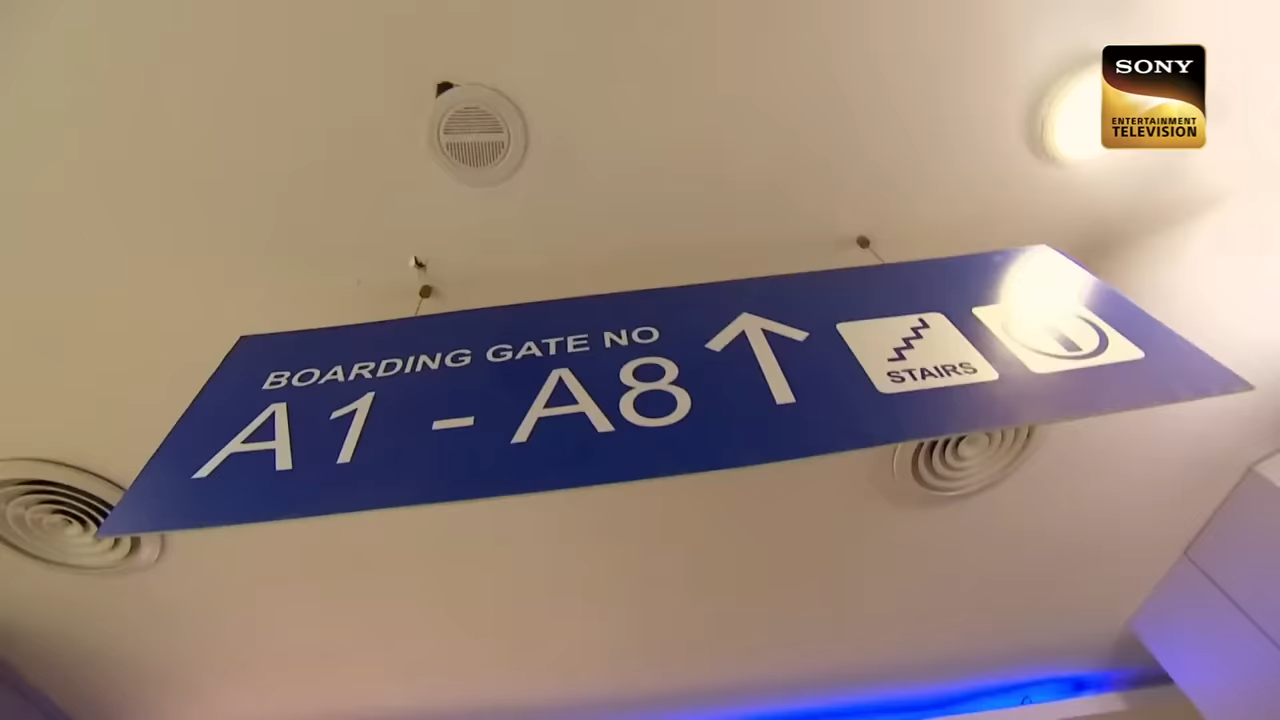 SONY
ENTERTAINMENT
TELEVISION
BOARDING GATE NO
A1 - A8
STAIRS